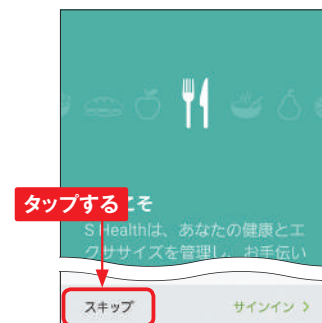 タップする
こそ
S Healthは、あなたの健康とエ
クササイズを管理し、お手伝い
スキップ
サインイン >